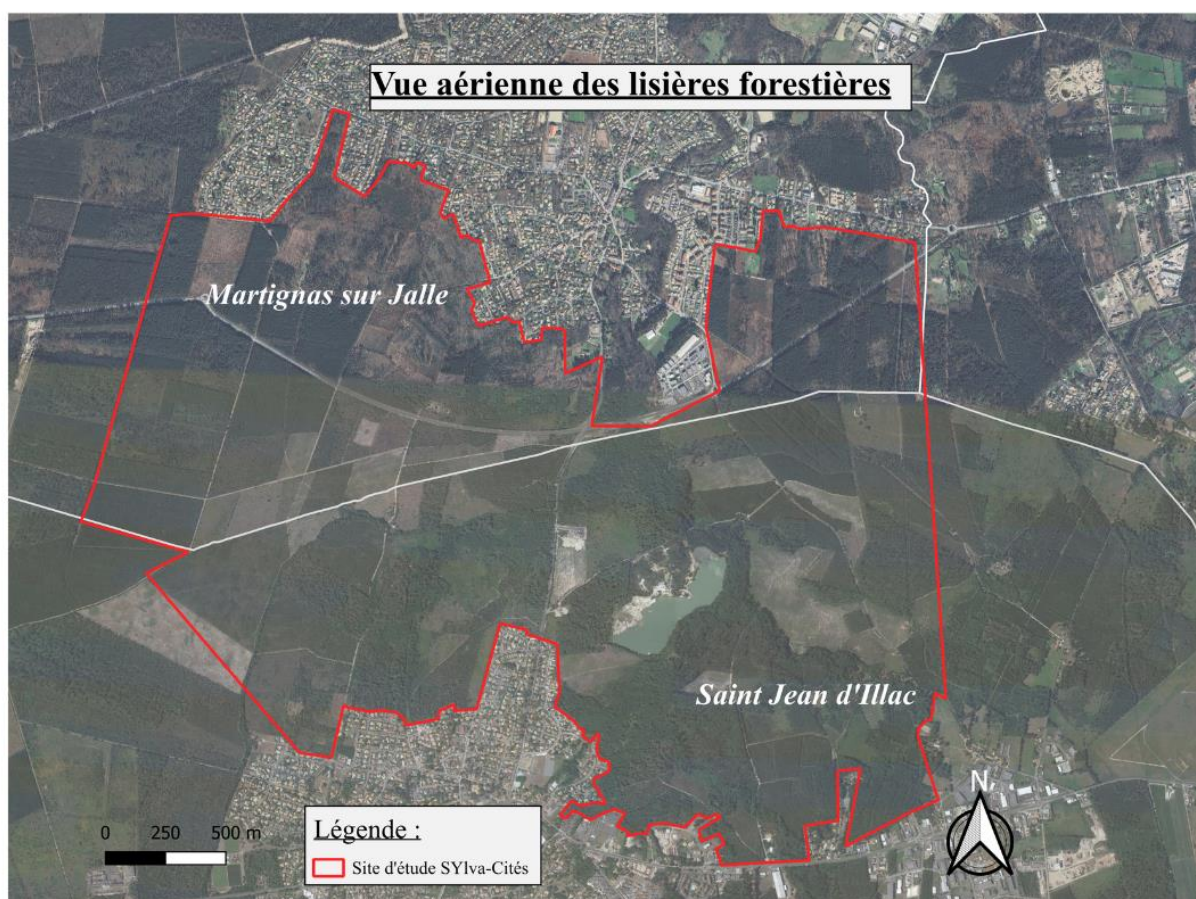 Vue aérienne des lisières forestières
Martignas sur Jalle
Saint Jean d'Illac
N
0 250 500 m
Légende :
Site d'étude SYlva-Cités